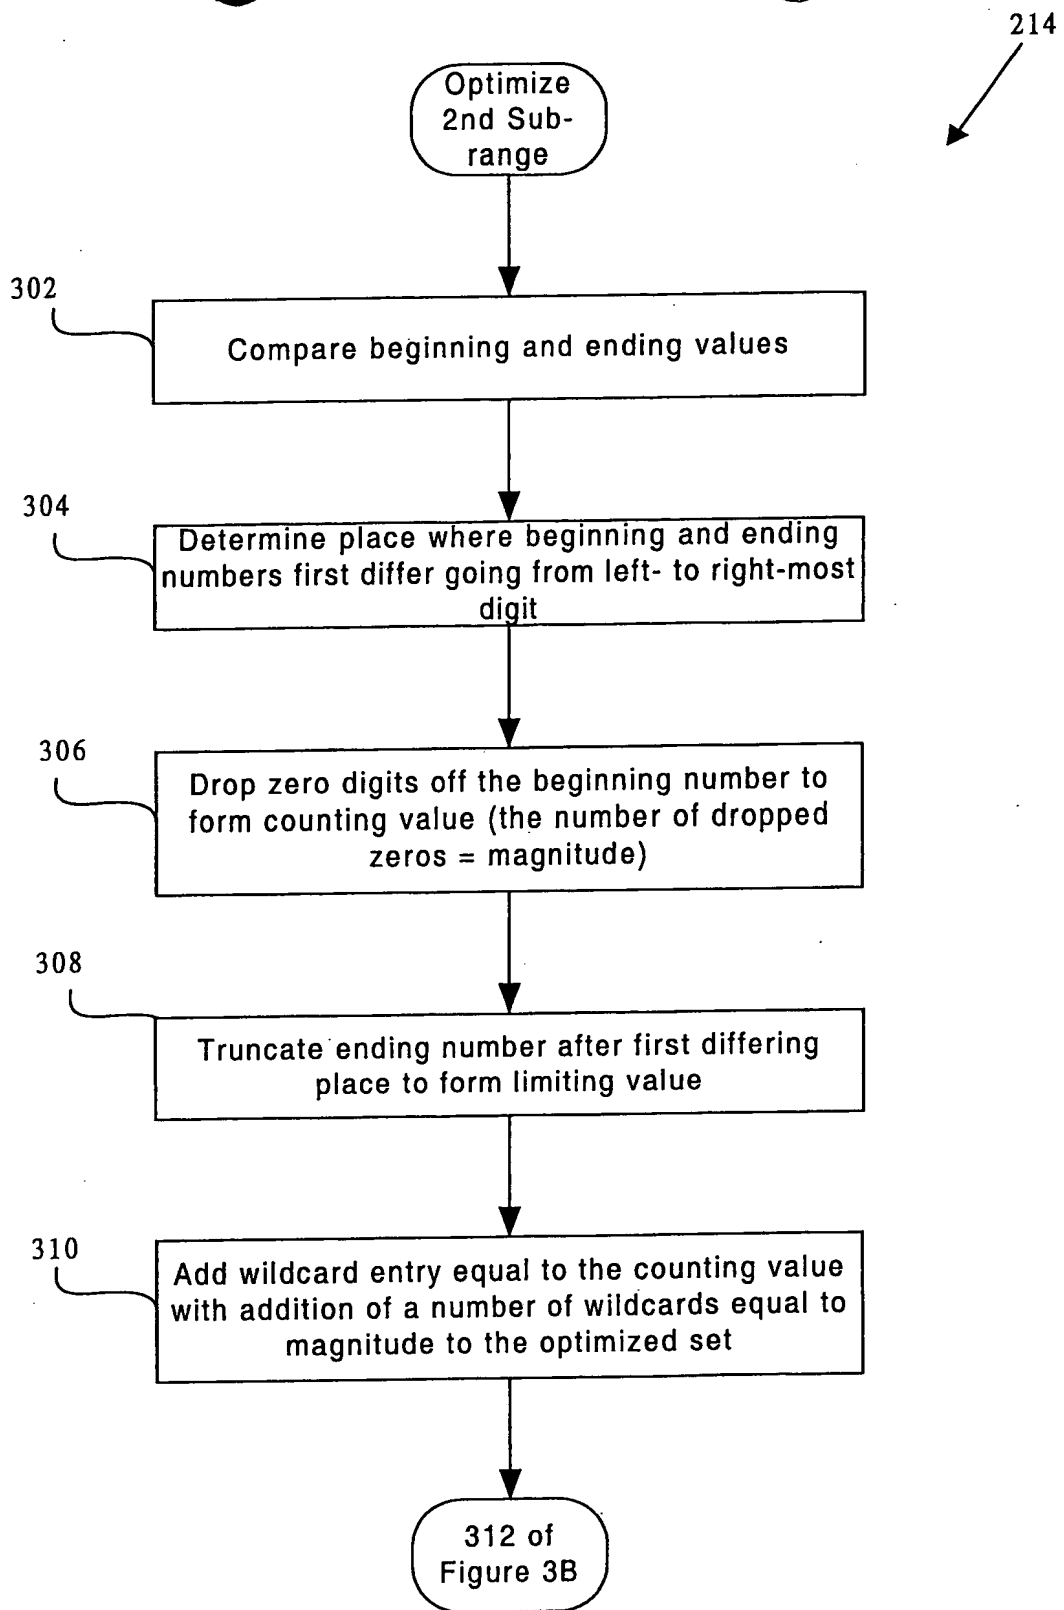 214
Optimize
2nd Sub-
range
302
Compare beginning and ending values
304
Determine place where beginning and ending
numbers first differ going from left- to right-most
digit
306
Drop zero digits off the beginning number to
form counting value (the number of dropped
zeros = magnitude)
308
Truncate ending number after first differing
place to form limiting value
310
Add wildcard entry equal to the counting value
with addition of a number of wildcards equal to
magnitude to the optimized set
312 of
Figure 3B